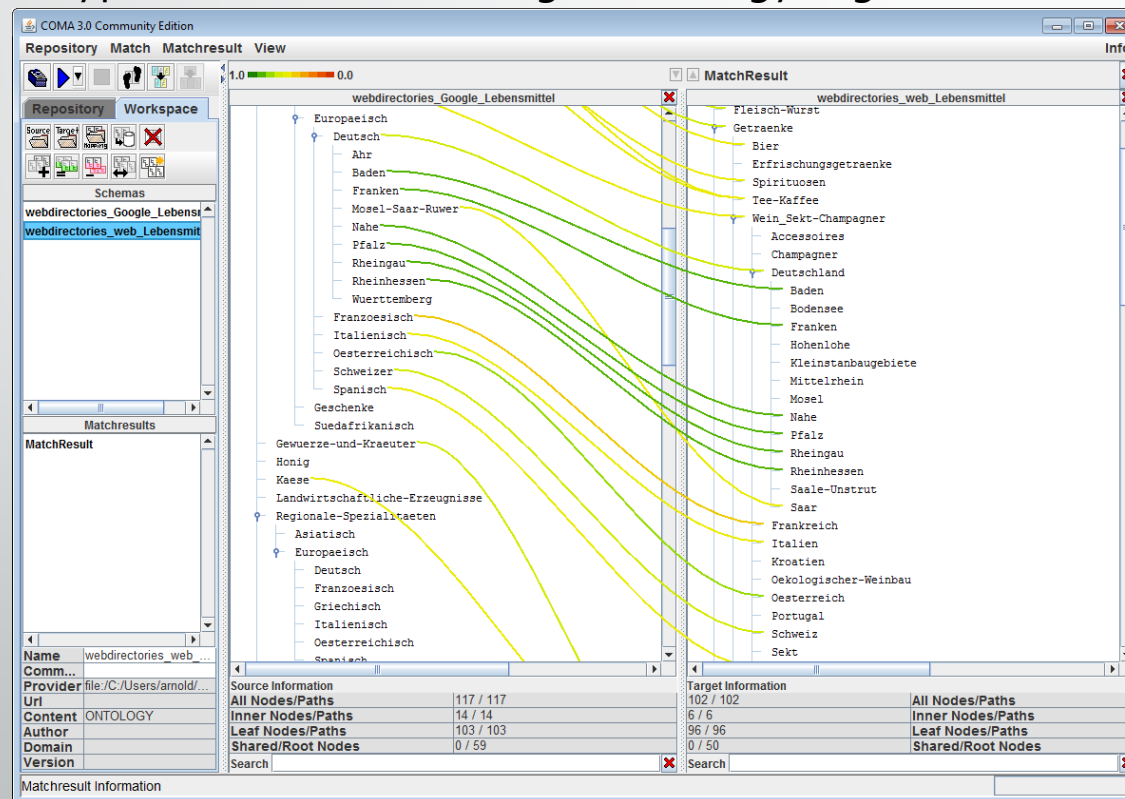 COMA 3.0 Community Edition
Repository Match Matchresult View Info
1.0 0.0
MatchResult
Repository Workspace
Source Target
Schemas
webdirectories_Google_Lebensm
webdirectories_web_Lebensmit
Matchresults
MatchResult
Name webdirectories_web_...
Comm...
Provider file:/C:/Users/arnold/...
Url
Content ONTOLOGY
Author
Domain
Version
webdirectories_Google_Lebensmittel
Europaeisch
Deutsch
Ahr
Baden
Franken
Mosel-Saar-Ruwer
Nahe
Pfalz
Rheingau
Rheinhessen
Wuerttemberg
Franzoesisch
Italienisch
Oesterreichisch
Schweizer
Spanisch
Geschenke
Suedafrikanisch
Gewuerze-und-Kraeuter
Honig
Kaese
Landwirtschaftliche-Erzeugnisse
Regionale-Spezialitaeten
Asiatisch
Europaeisch
Deutsch
Franzoesisch
Griechisch
Italienisch
Oesterreichisch
Spanisch
Source Information
All Nodes/Paths 117 / 117
Inner Nodes/Paths 14 / 14
Leaf Nodes/Paths 103 / 103
Shared/Root Nodes 0 / 59
Search
webdirectories_web_Lebensmittel
Fleisch-Wurst
Getraenke
Bier
Erfrischungsgetraenke
Spirituosen
Tee-Kaffee
Wein_Sekt-Champagner
Accessoires
Champagner
Deutschland
Baden
Bodensee
Franken
Hohenlohe
Kleinstanbaugebiete
Mittelrhein
Mosel
Nahe
Pfalz
Rheingau
Rheinhessen
Saale-Unstrut
Saar
Frankreich
Italien
Kroatien
Oekologischer-Weinbau
Oesterreich
Portugal
Schweiz
Sekt
Target Information
102 / 102 All Nodes/Paths
6 / 6 Inner Nodes/Paths
96 / 96 Leaf Nodes/Paths
0 / 50 Shared/Root Nodes
Search
Matchresult Information